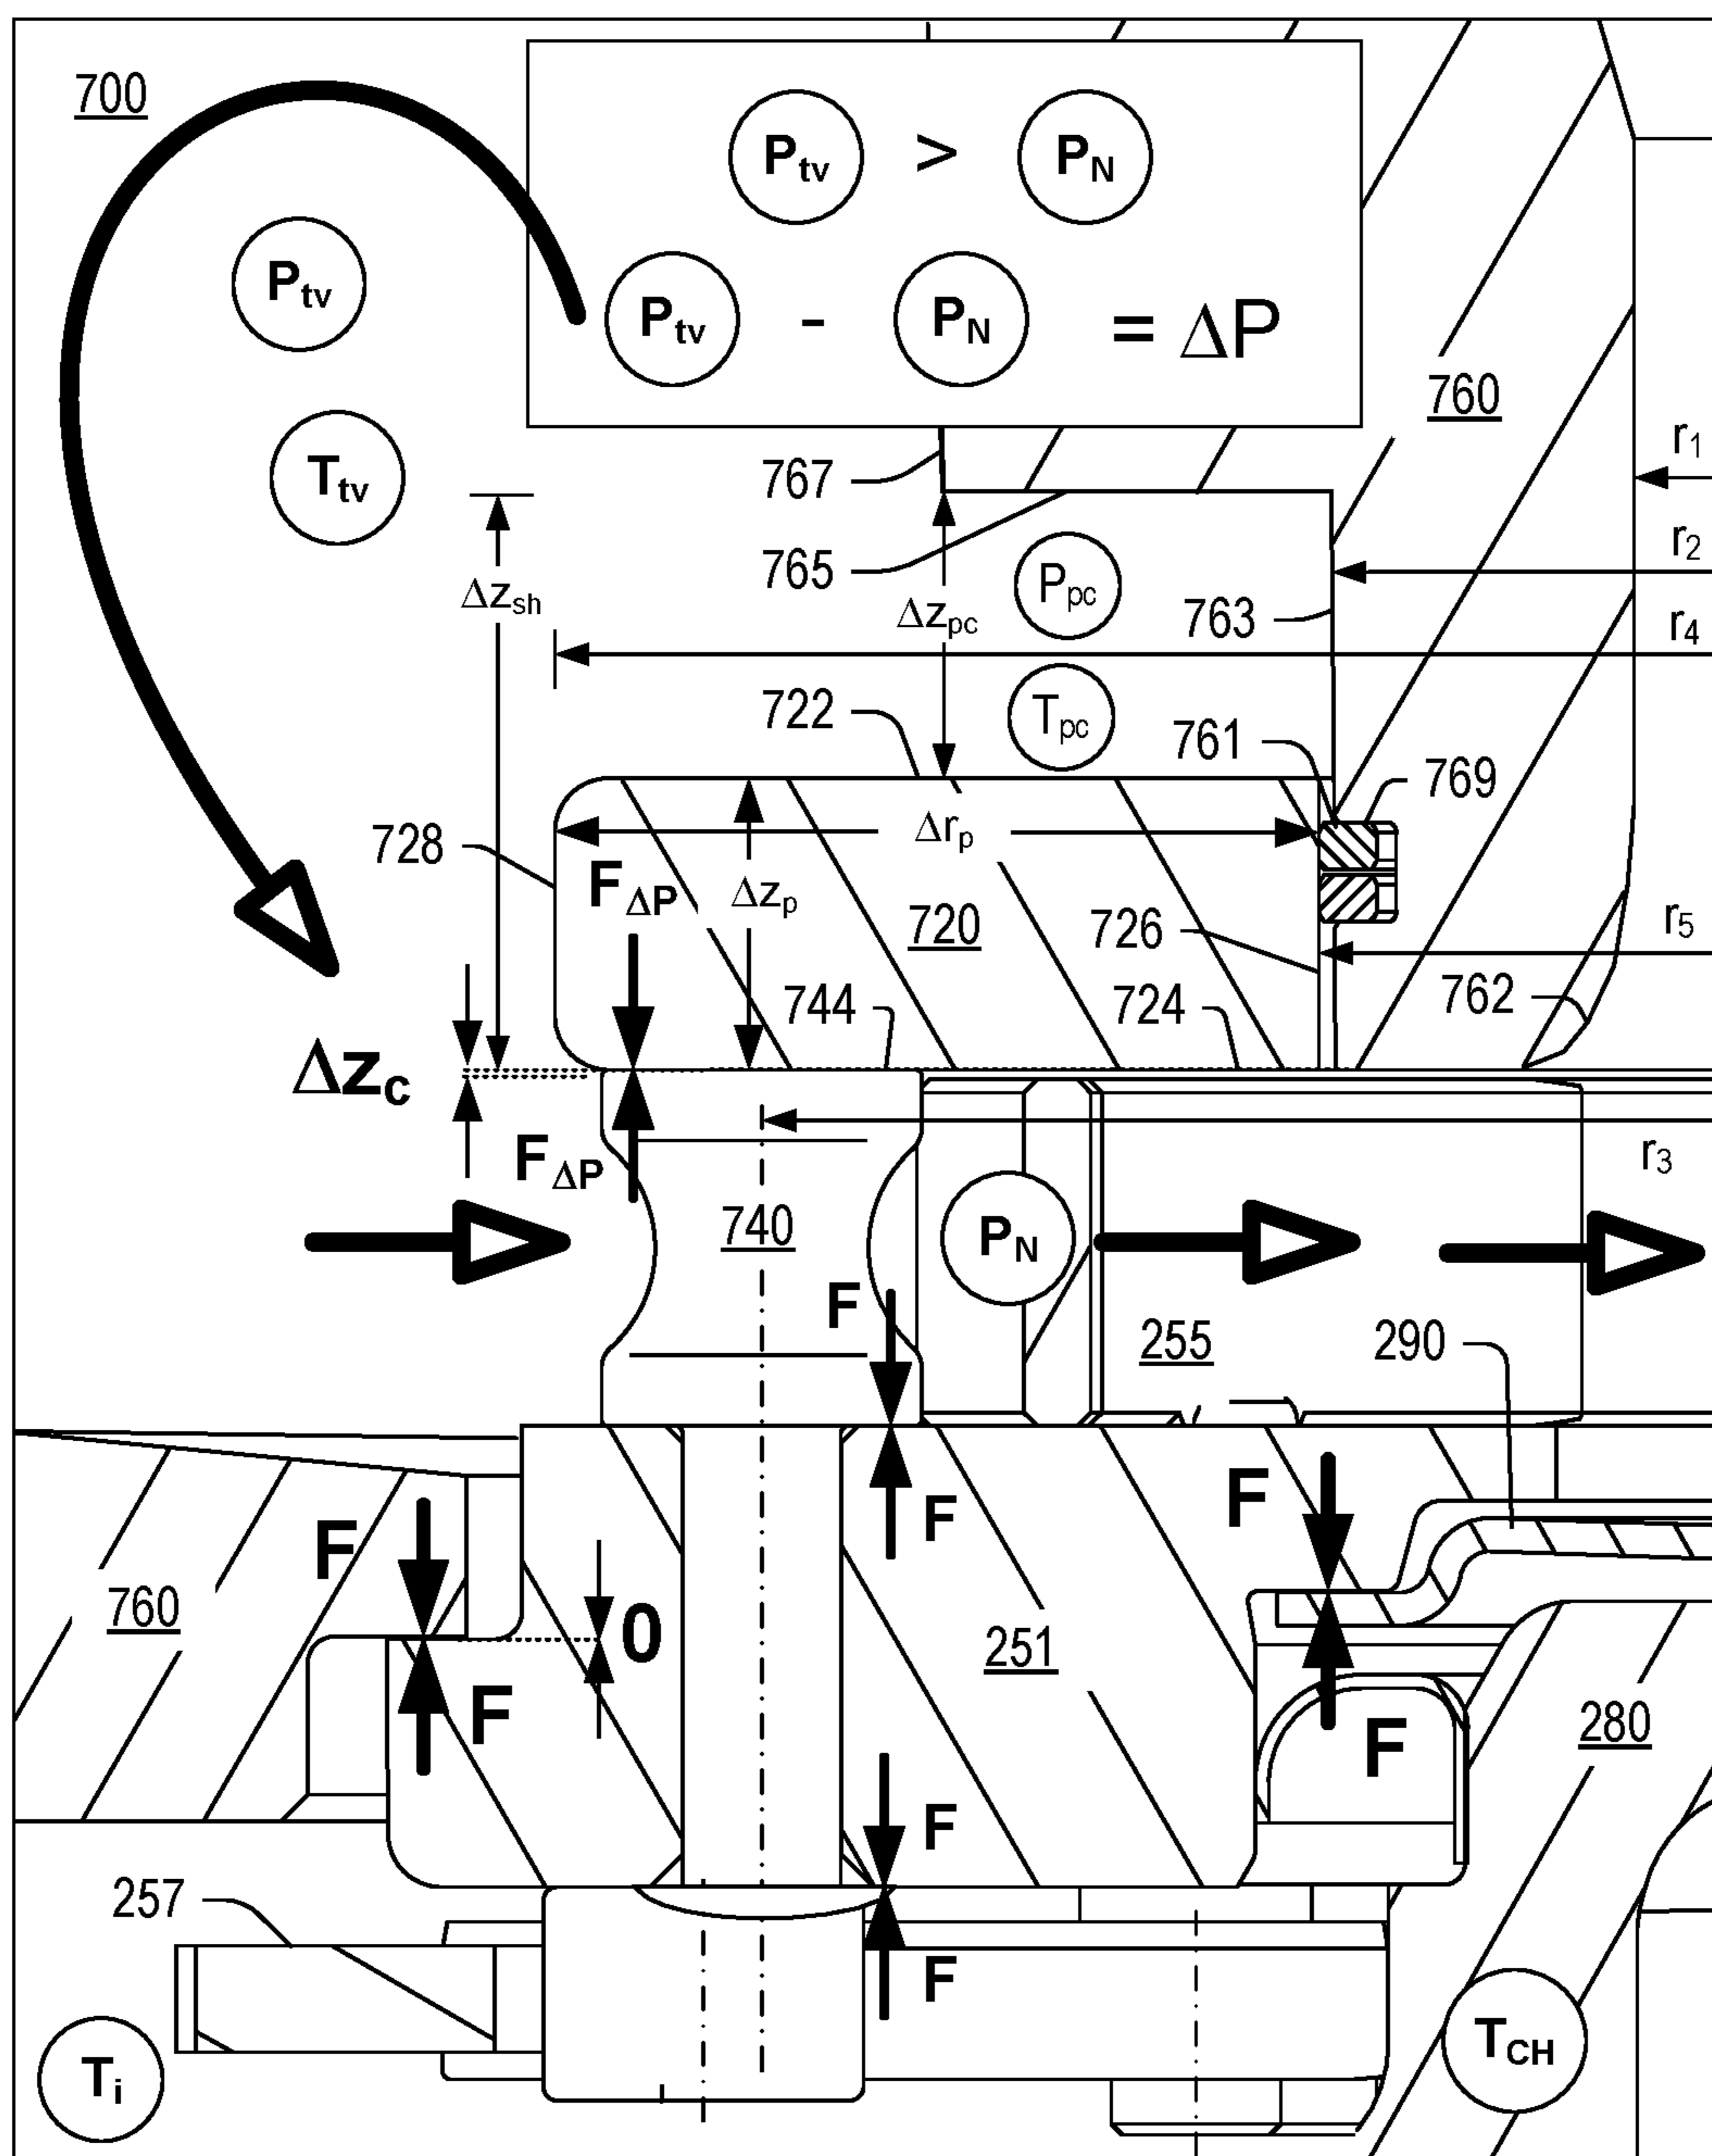 700
Ptv > PN
Ptv - PN = ΔP
Ptv
Ttv
760
r1
767
765
Ppc
r2
Δzsh
Δzpc
763
r4
722
Tpc
761
769
728
Δrp
FΔP
Δzp
720
726
r5
762
744
724
Δzc
FΔP
r3
740
PN
F
255
290
F
F
F
760
0
251
F
280
F
F
257
F
Ti
TCH